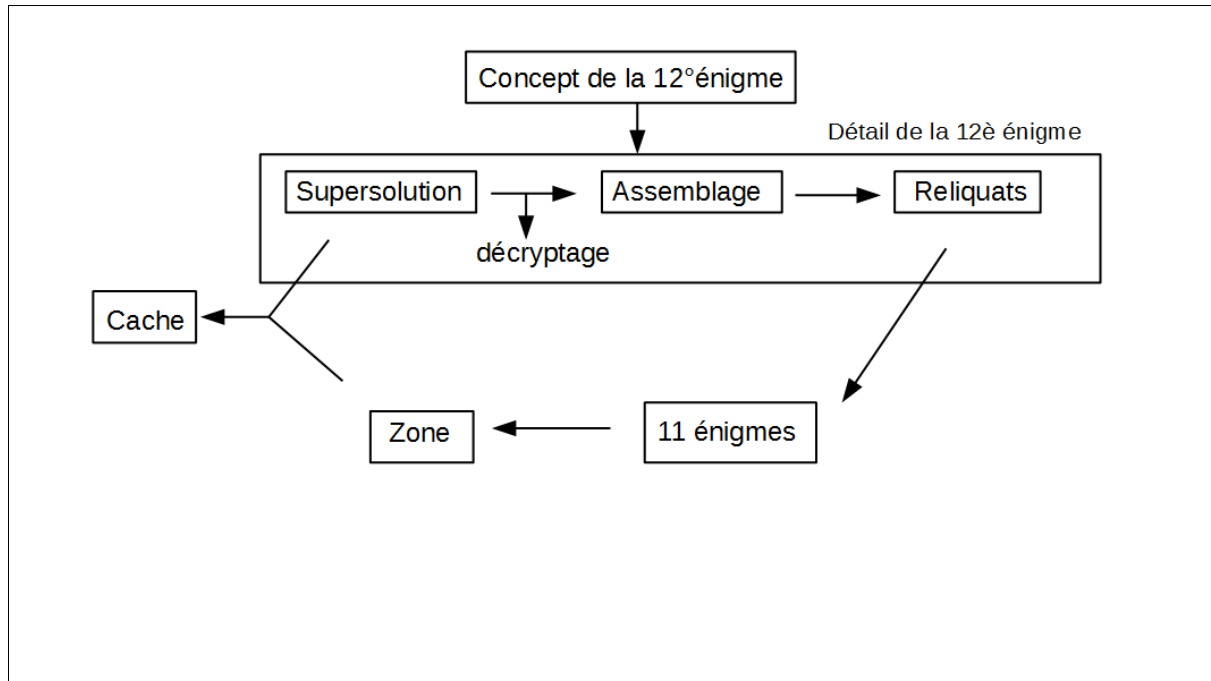 Concept de la 12°énigme
Détail de la 12è énigme
Supersolution
Assemblage
Reliquats
décryptage
Cache
Zone
11 énigmes